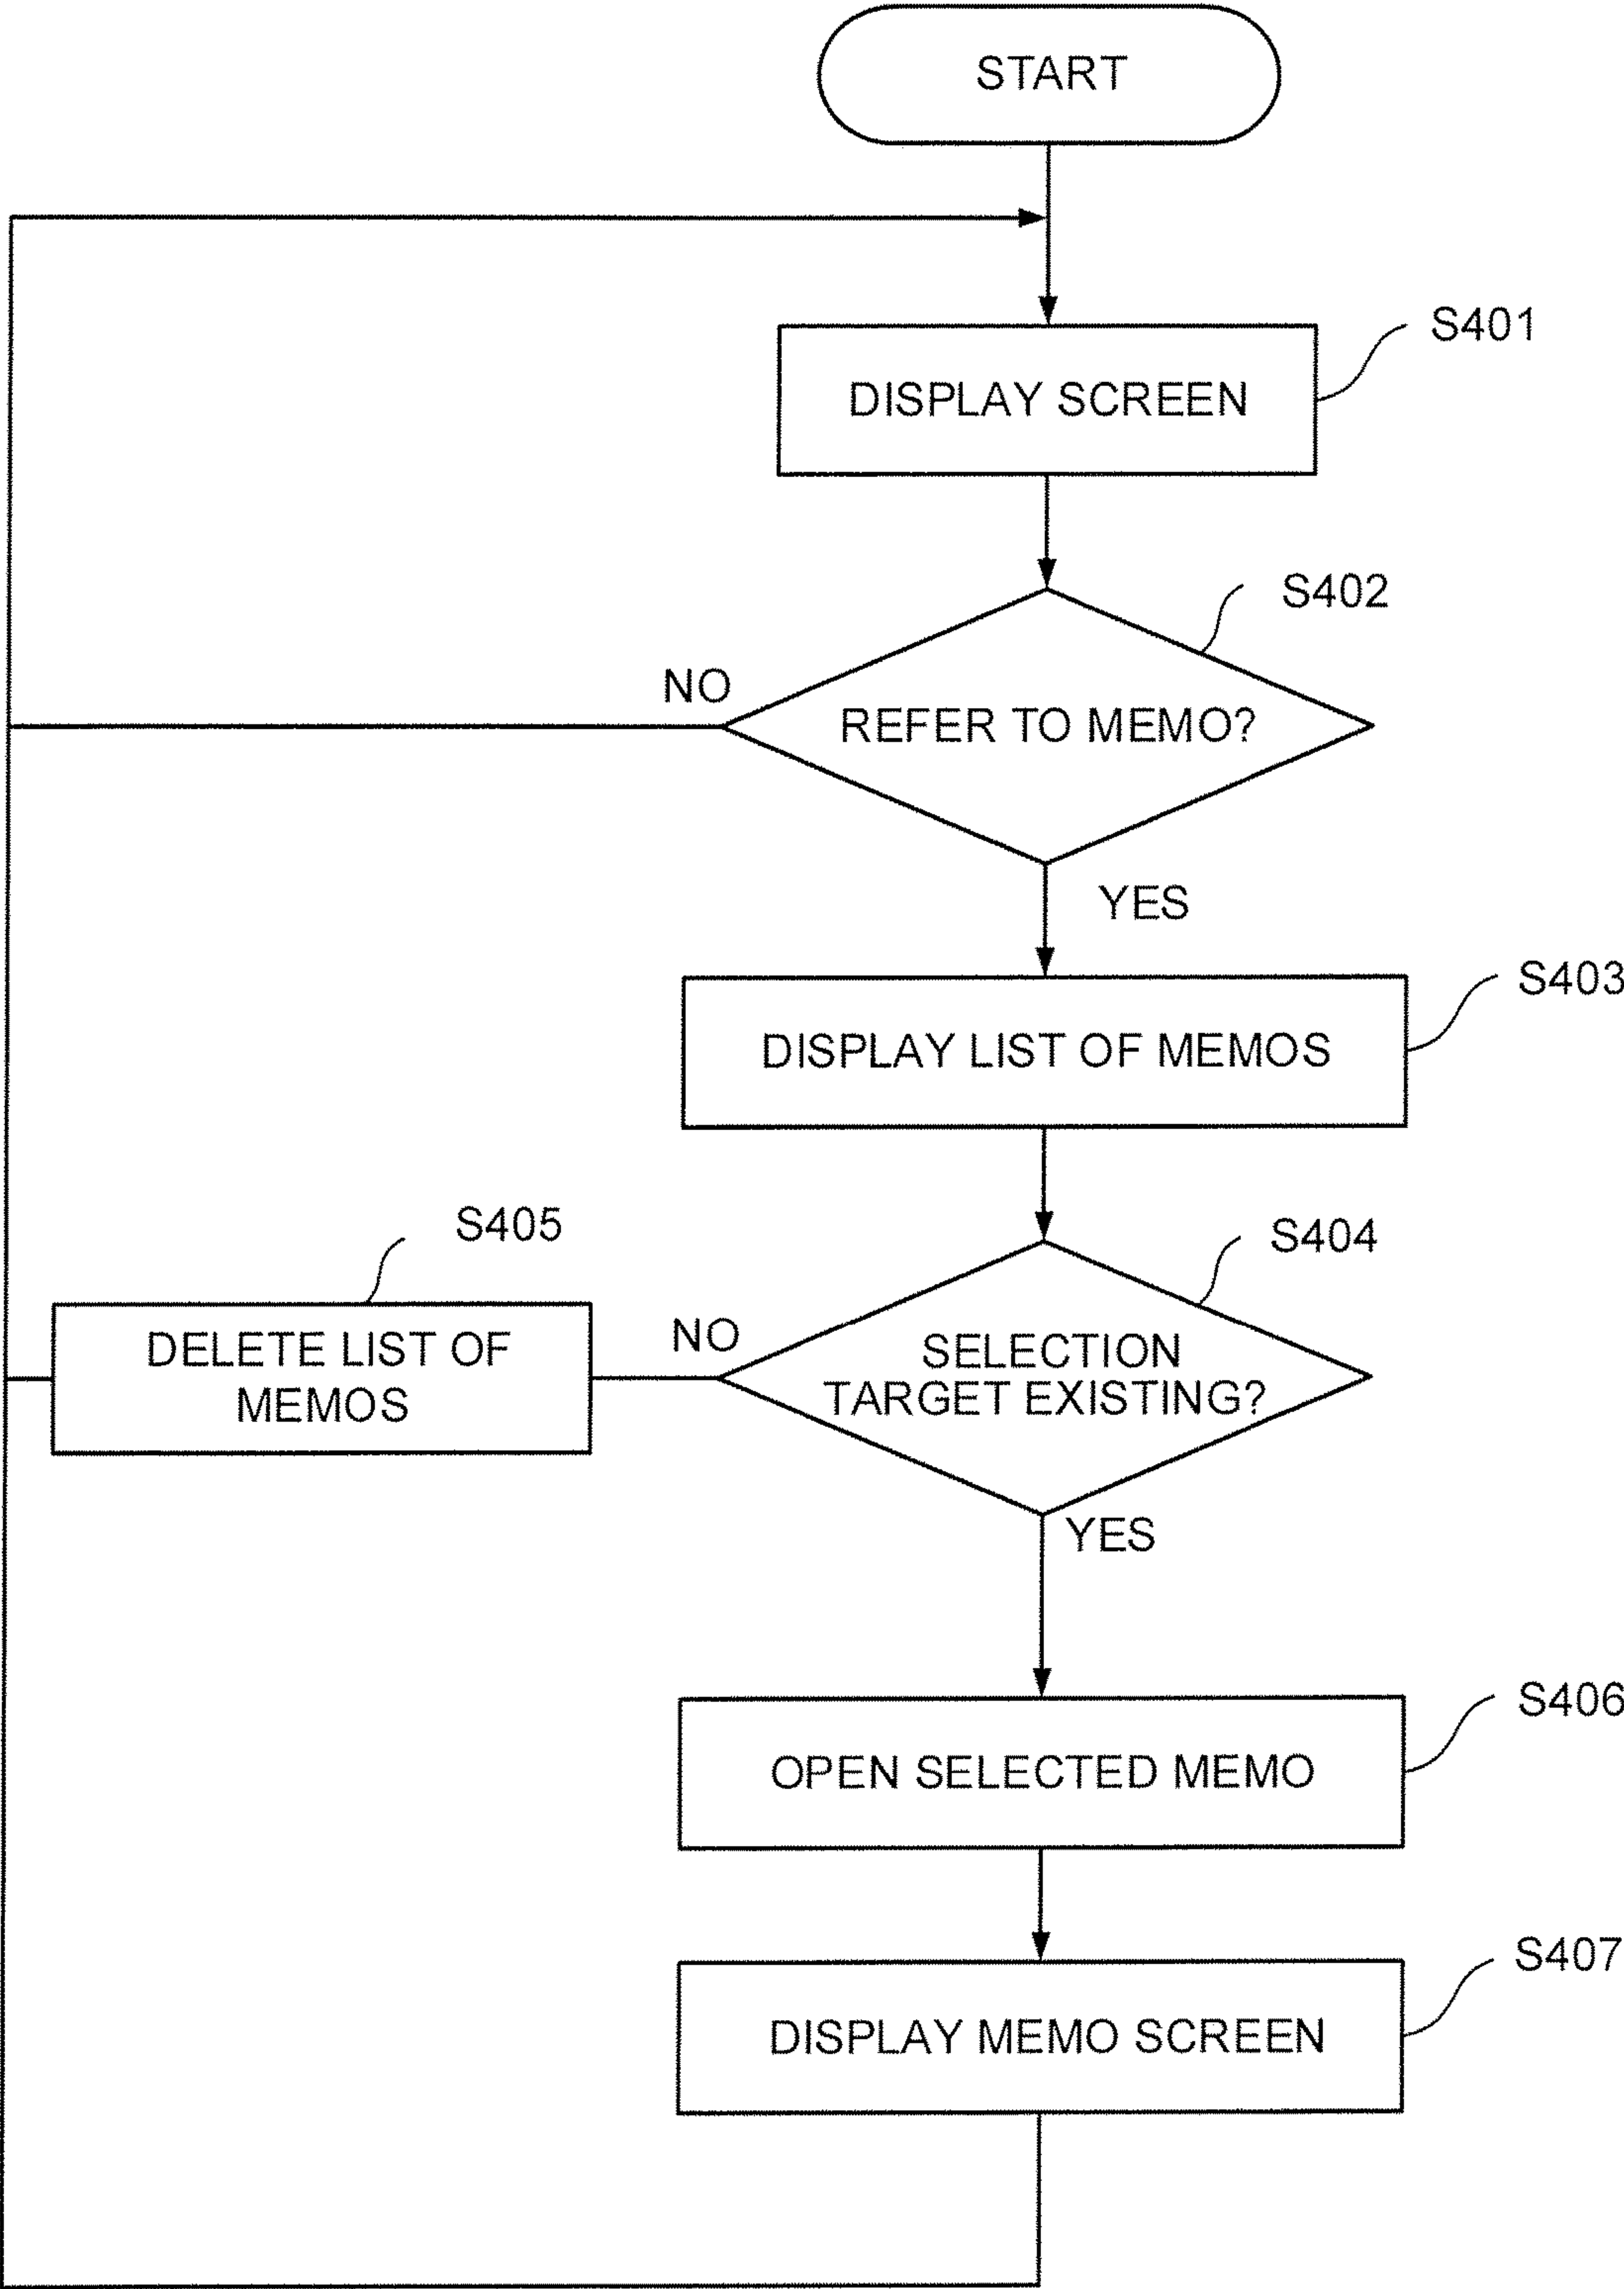 START
S401
DISPLAY SCREEN
S402
NO
REFER TO MEMO?
YES
S403
DISPLAY LIST OF MEMOS
S405
S404
DELETE LIST OF
MEMOS
NO
SELECTION
TARGET EXISTING?
YES
S406
OPEN SELECTED MEMO
S407
DISPLAY MEMO SCREEN